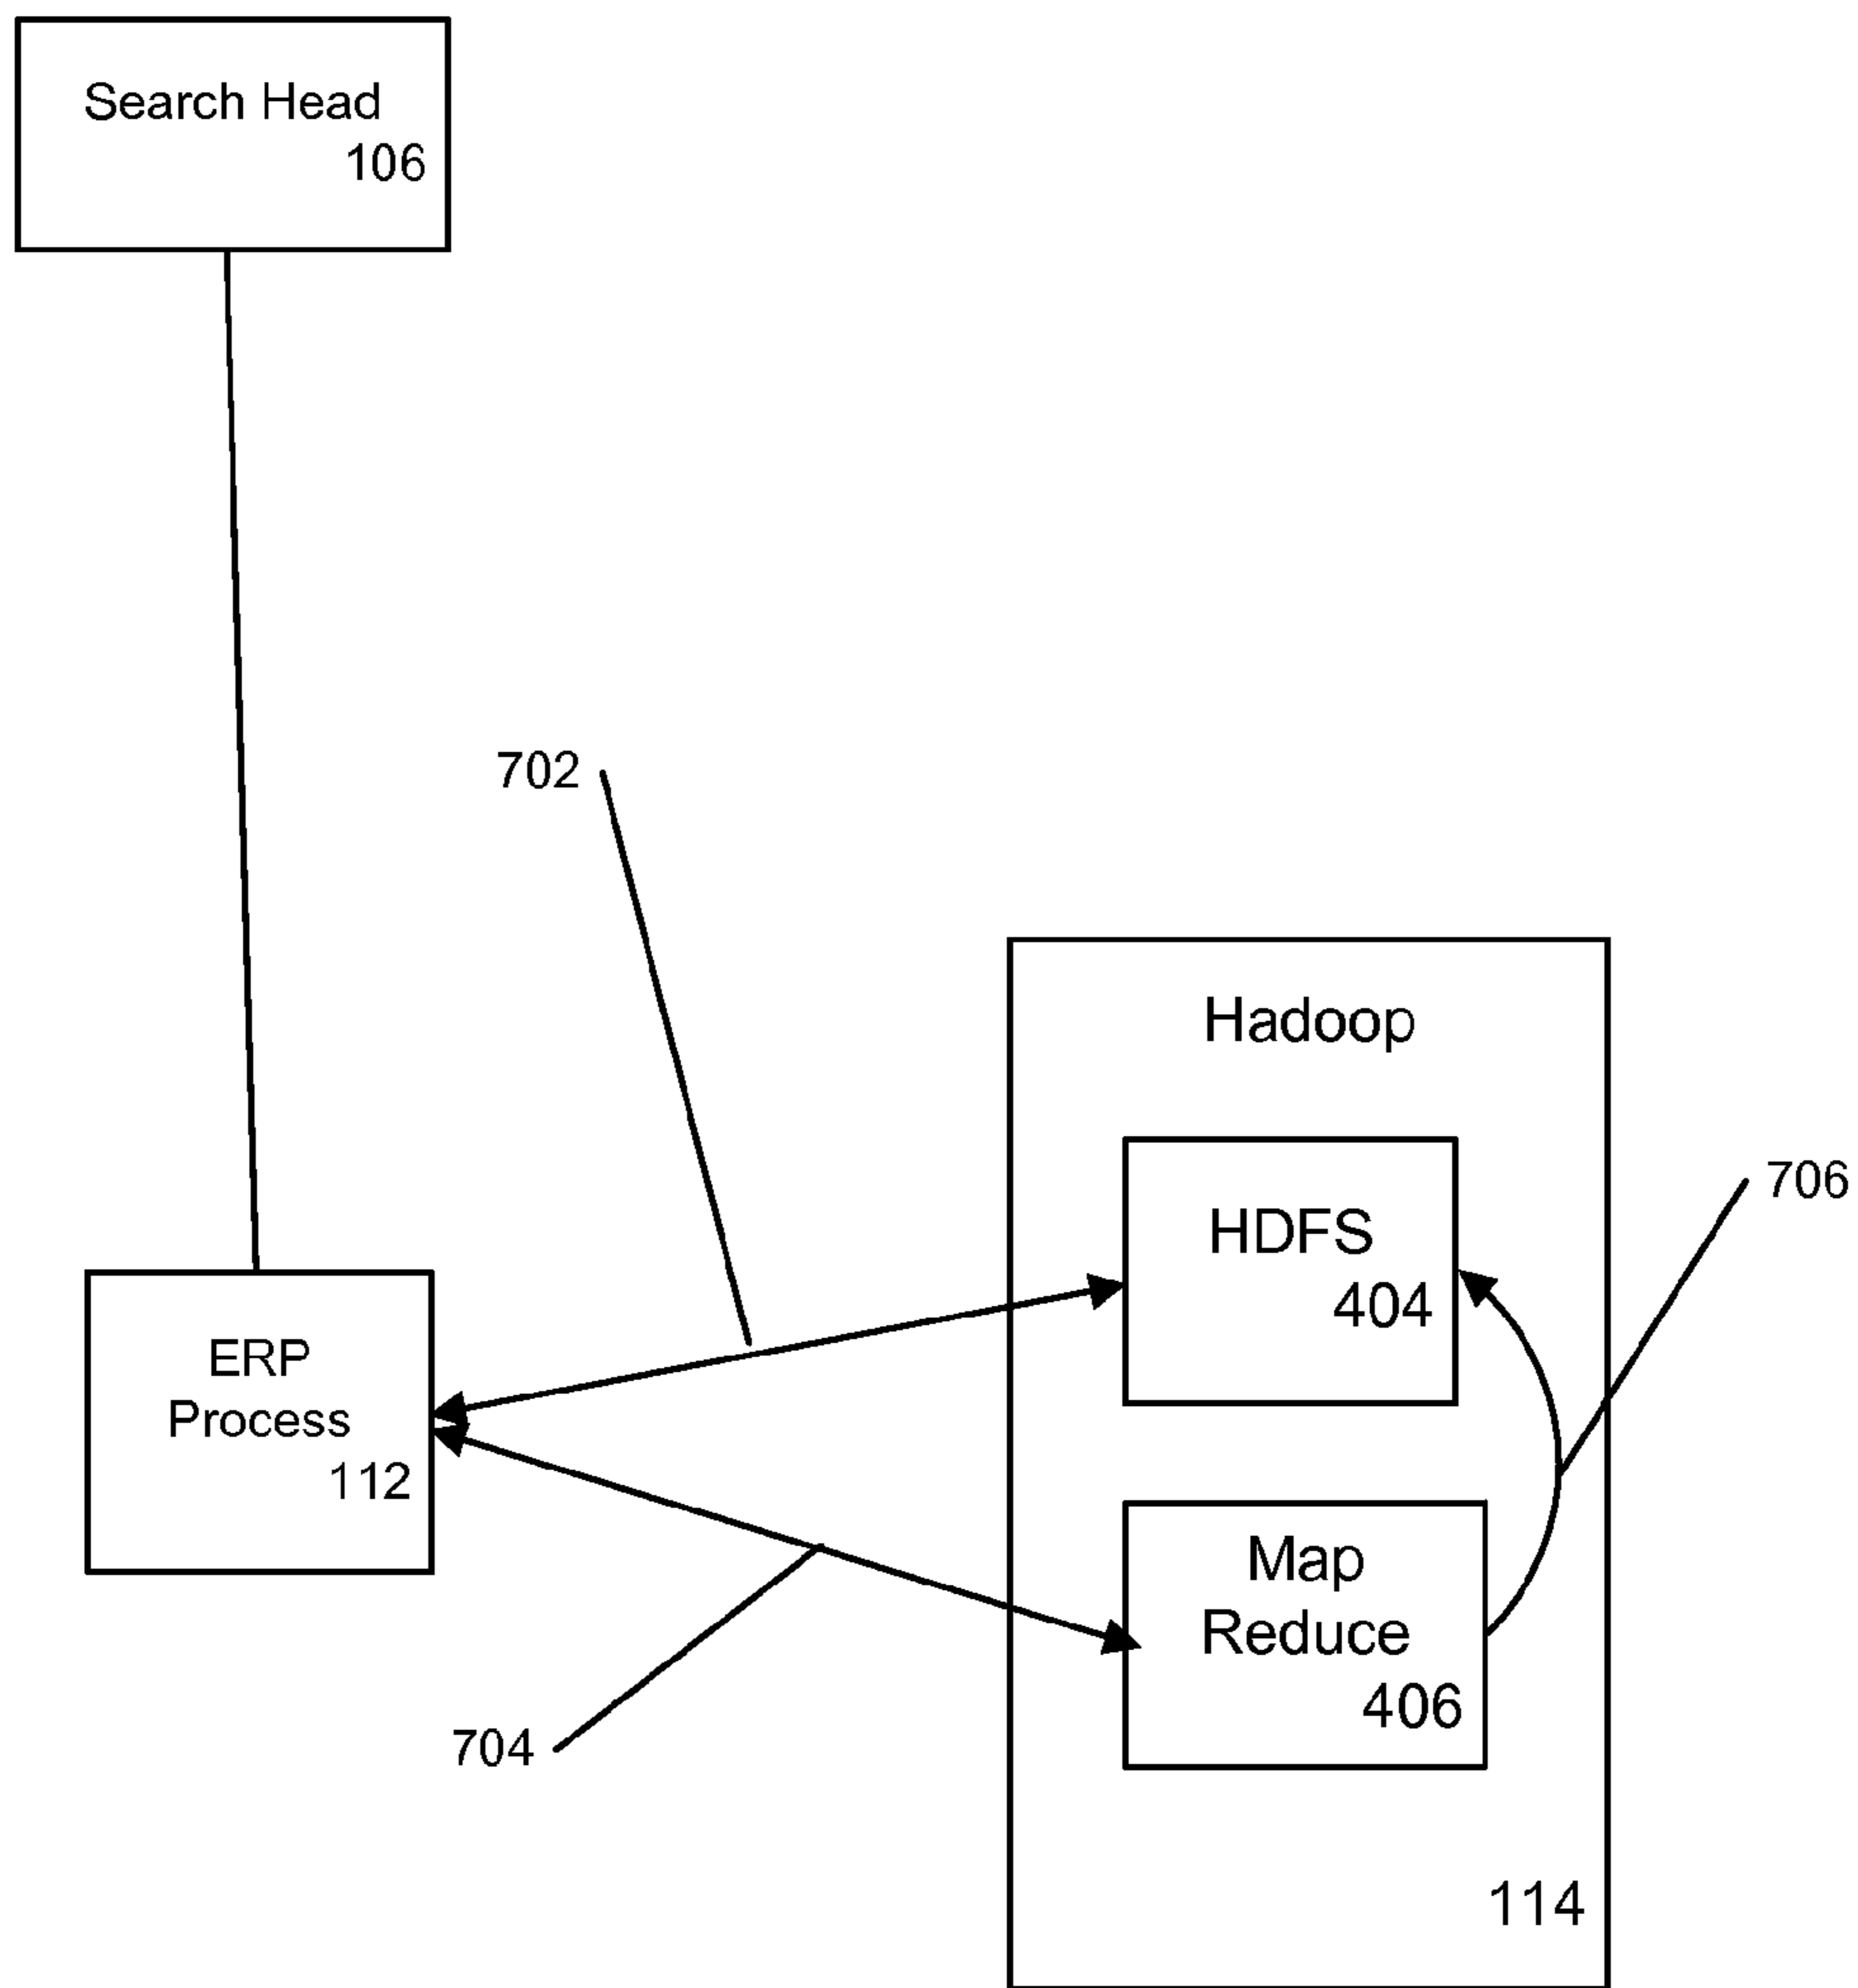 Search Head
106
702
Hadoop
706
HDFS
404
ERP
Process
112
Map
Reduce
406
704
114